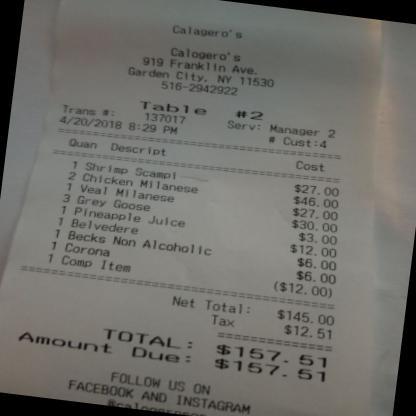 Calagero's
Calogero's
919 Franklin Ave.
Garden City, NY 11530
516-2942922
Table #2
Trans #: 137017 Serv: Manager 2
4/20/2018 8:29 PM # Cust:4
Quan Descript Cost
1 Shrimp Scampi $27.00
2 Chicken Milanese $46.00
1 Veal Milanese $27.00
3 Grey Goose $30.00
1 Pineapple Juice $3.00
1 Belvedere $12.00
1 Becks Non Alcoholic $6.00
1 Corona $6.00
1 Comp Item ($12.00)
Net Total: $145.00
Tax $12.51
TOTAL: $157.51
Amount Due: $157.51
FOLLOW US ON
FACEBOOK AND INSTAGRAM